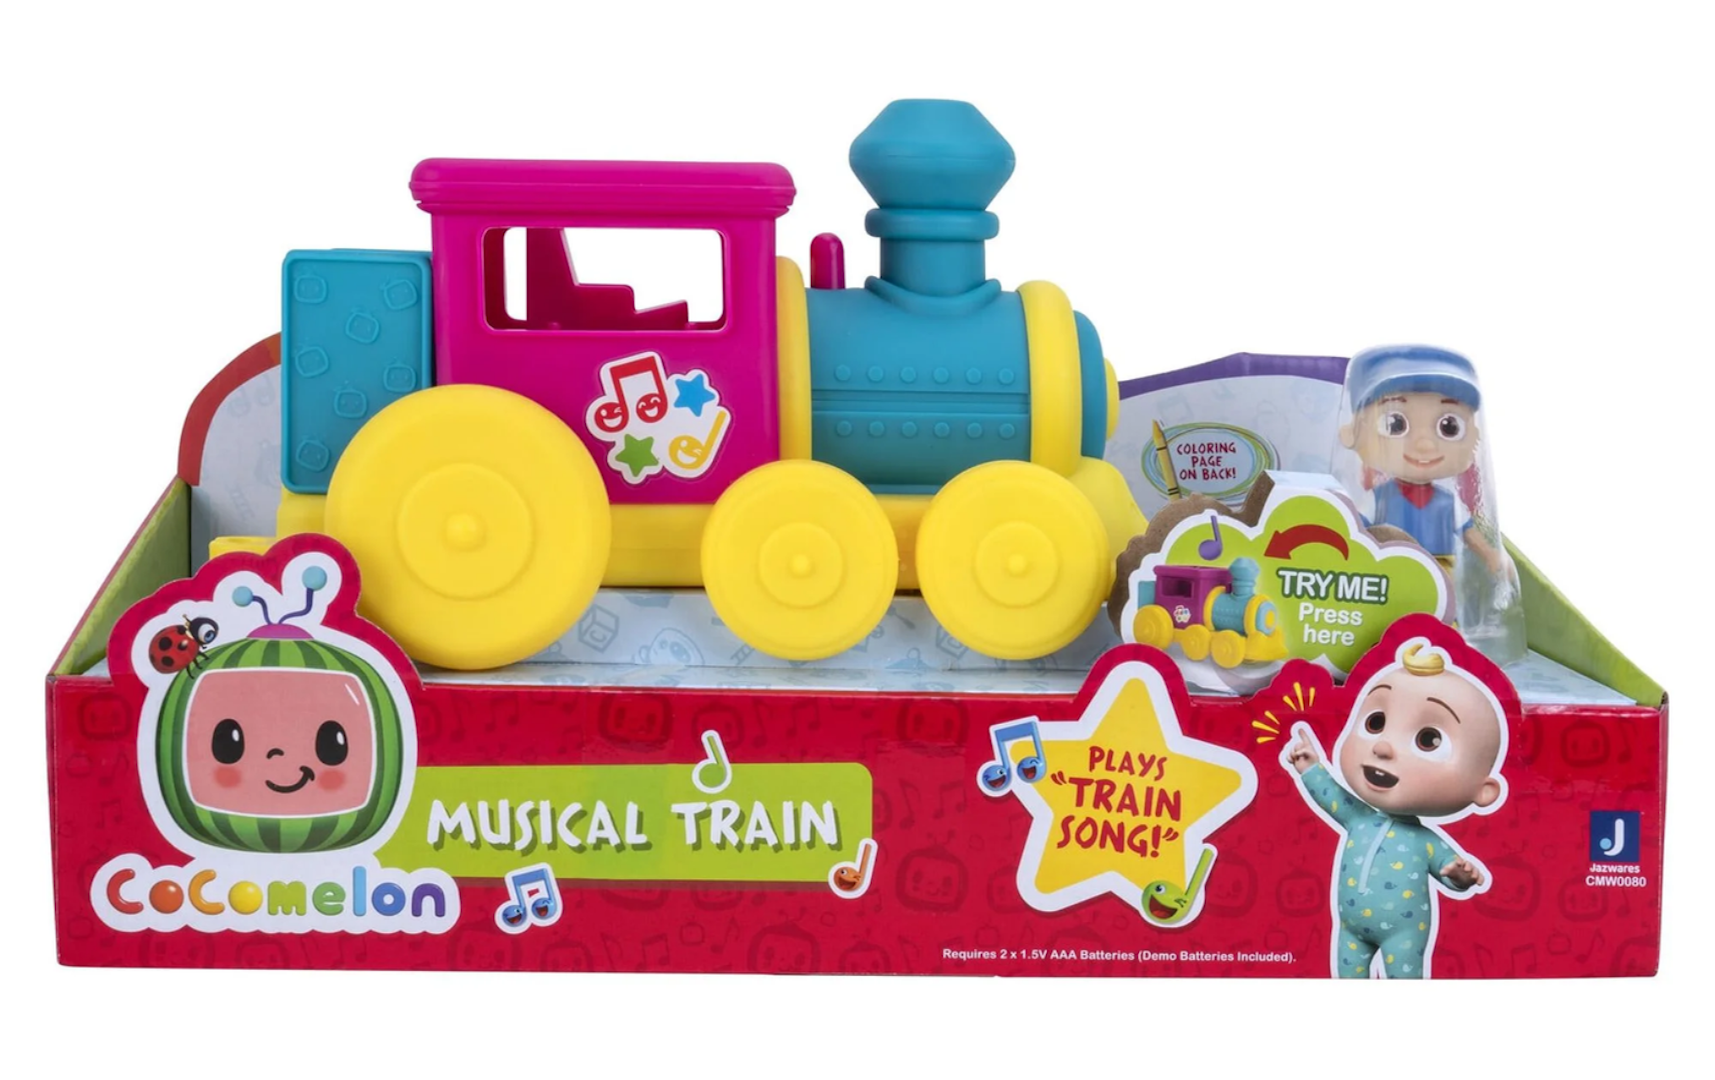 COLORING
PAGE
ON BACK!
TRY ME!
Press
here
MUSICAL TRAIN
CoComelon
PLAYS
"TRAIN
SONG!"
Jazwares
CMW0080
Requires 2 x 1.5V AAA Batteries (Demo Batteries Included).